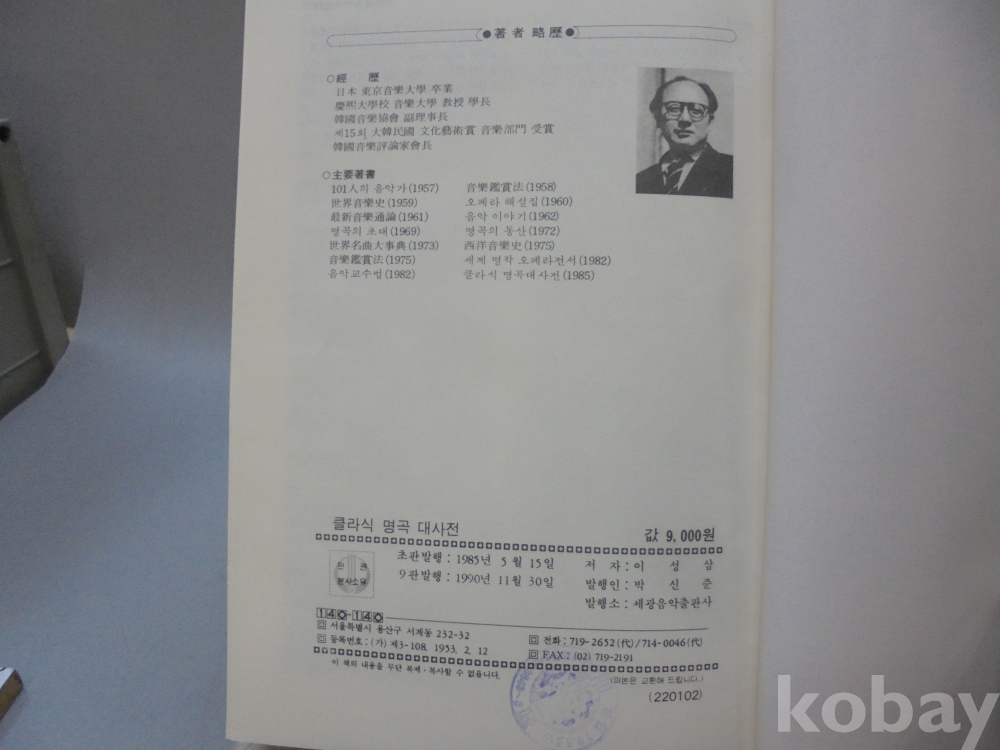 ●著者 略歷●
○經 歷
日本 東京音樂大學 卒業
慶熙大學校 音樂大學 敎授 學長
韓國音樂協會 副理事長
제15회 大韓民國 文化藝術賞 音樂部門 受賞
韓國音樂評論家會長
○主要著書
101人의 음악가(1957) 音樂鑑賞法(1958)
世界音樂史(1959) 오페라 해설집(1960)
最新音樂通論(1961) 음악 이야기(1962)
명곡의 초대(1969) 명곡의 동산(1972)
世界名曲大事典(1973) 西洋音樂史(1975)
音樂鑑賞法(1975) 세계 명작 오페라전서(1982)
음악교수법(1982) 클라식 명곡대사전(1985)
클라식 명곡 대사전 값 9,000원
판권
본사소유
초판발행 : 1985년 5월 15일 저 자 : 이 성 삼
9판발행 : 1990년 11월 30일 발행인 : 박 신 준
발행소 : 세광음악출판사
140-140
서울특별시 용산구 서계동 232-32 전화 : 719-2652(代)/714-0046(代)
등록번호 : (가) 제3-108, 1953. 2. 12 FAX : (02) 719-2191
이 책의 내용을 무단 복제·복사할 수 없읍니다. (파본은 교환해 드립니다.)
(220102)
kobay